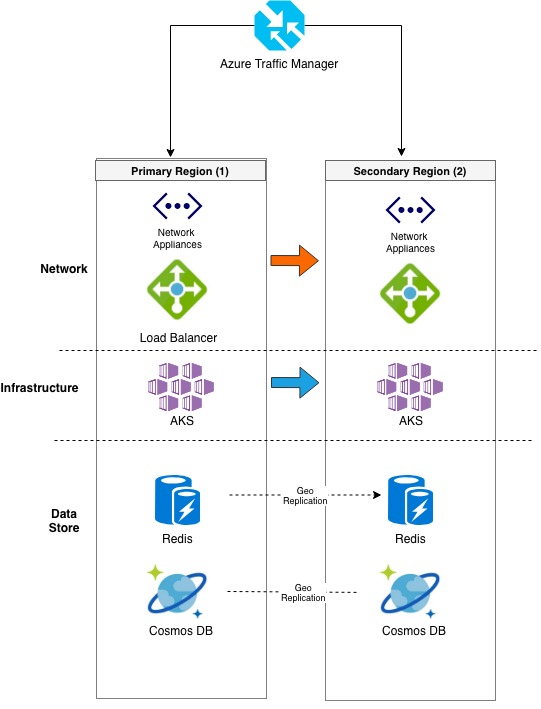 Azure Traffic Manager
Primary Region (1)
Secondary Region (2)
Network
Appliances
Network
Appliances
Network
Load Balancer
Infrastructure
AKS
AKS
Data
Store
Geo
Replication
Redis
Redis
Geo
Replication
Cosmos DB
Cosmos DB